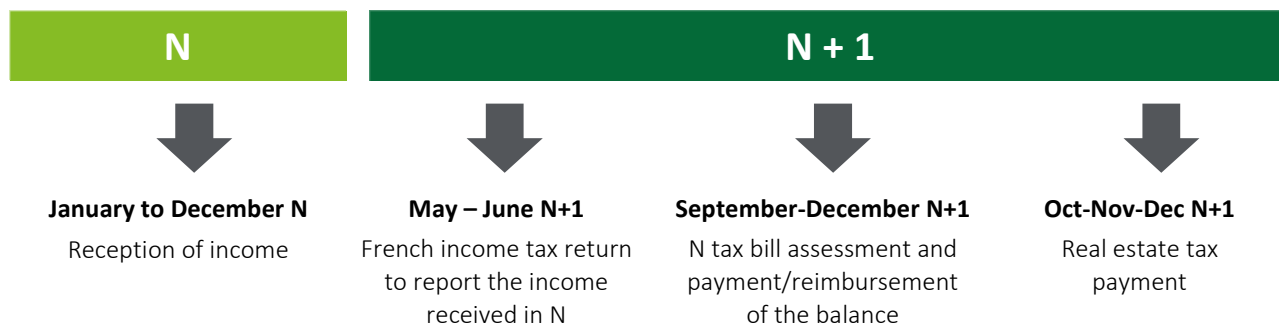 N
N + 1
January to December N
Reception of income
May – June N+1
French income tax return
to report the income
received in N
September-December N+1
N tax bill assessment and
payment/reimbursement
of the balance
Oct-Nov-Dec N+1
Real estate tax
payment